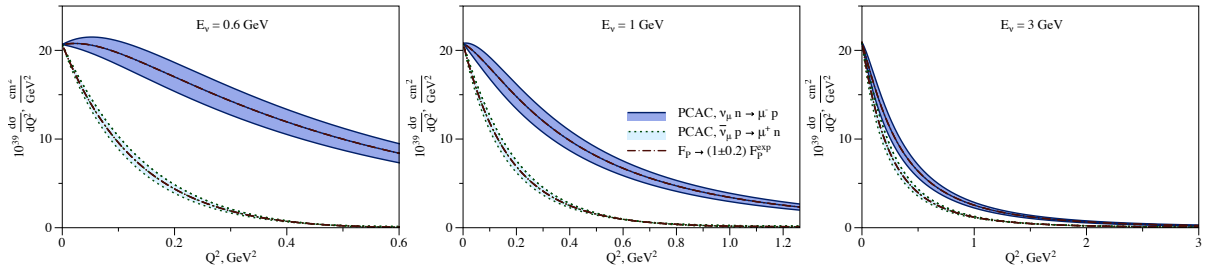 E_ν = 0.6 GeV
20
10
0
10^39 dσ/dQ^2, cm^2/GeV^2
0 0.2 0.4 0.6
Q^2, GeV^2
E_ν = 1 GeV
20
10
0
10^39 dσ/dQ^2, cm^2/GeV^2
PCAC, ν_μ n → μ^- p
PCAC, ν̅_μ p → μ^+ n
F_P → (1±0.2) F_P^exp
0 0.2 0.4 0.6 0.8 1.0 1.2
Q^2, GeV^2
E_ν = 3 GeV
20
10
0
10^39 dσ/dQ^2, cm^2/GeV^2
0 1 2 3
Q^2, GeV^2